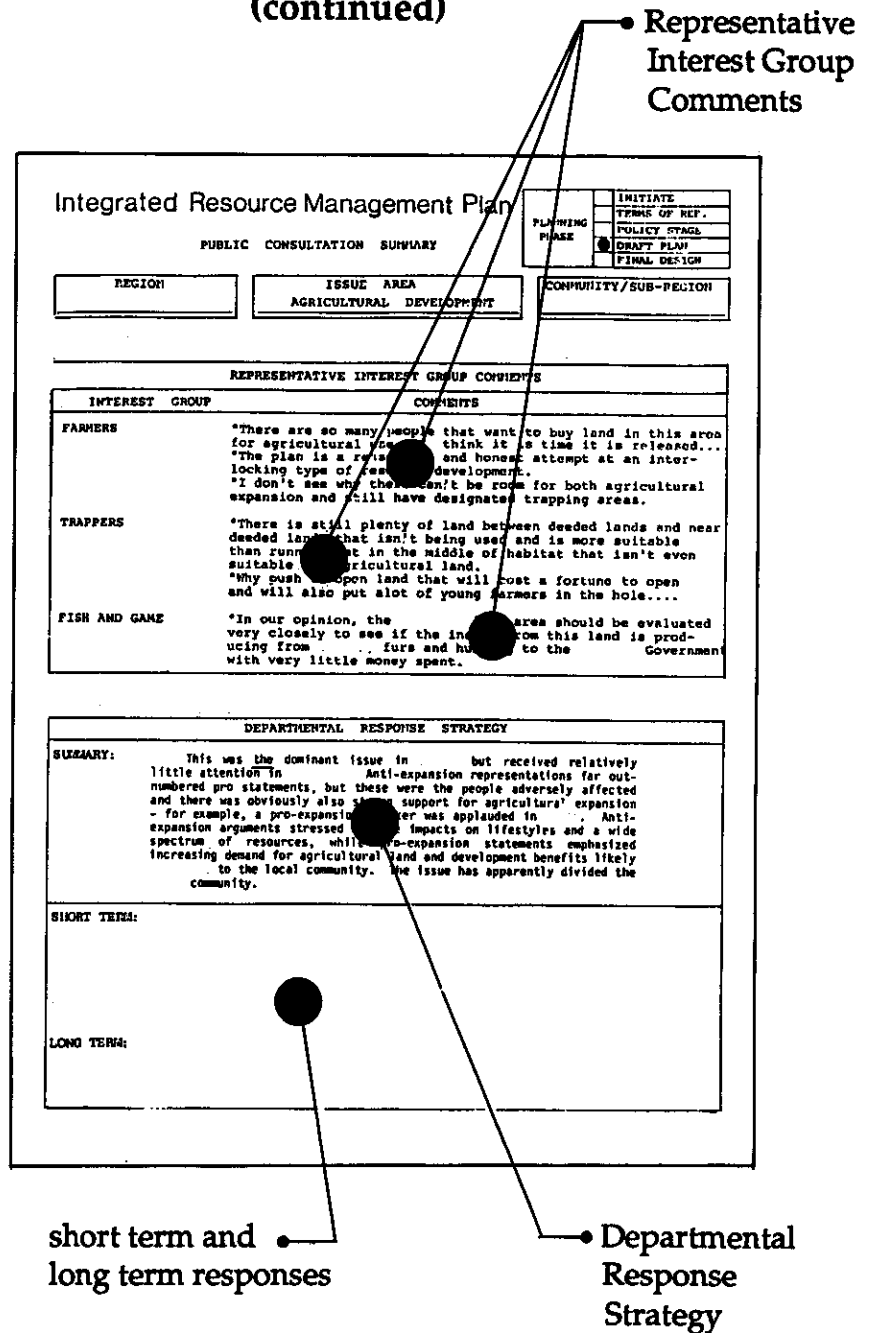 (continued)
Representative
Interest Group
Comments
Integrated Resource Management Plan
PUBLIC CONSULTATION SUMMARY
PLANNING
PHASE
INITIATE
TERMS OF REF.
POLICY STAGE
DRAFT PLAN
FINAL DESIGN
REGION
ISSUE AREA
AGRICULTURAL DEVELOPMENT
COMMUNITY/SUB-REGION
REPRESENTATIVE INTEREST GROUP COMMENTS
INTEREST GROUP COMMENTS
FARMERS
"There are so many people that want to buy land in this area
for agricultural think it is time it is released...
"The plan is a and honest attempt at an inter-
locking type of development.
"I don't see why there can't be room for both agricultural
expansion and still have designated trapping areas.
TRAPPERS
"There is still plenty of land between deeded lands and near
deeded land that isn't being used and is more suitable
than in the middle of habitat that isn't even
suitable agricultural land.
"Why push open land that will cost a fortune to open
and will also put alot of young farmers in the hole....
FISH AND GAME
"In our opinion, the area should be evaluated
very closely to see if the from this land is prod-
ucing from furs and to the Government
with very little money spent.
DEPARTMENTAL RESPONSE STRATEGY
SUMMARY:
This was the dominant issue in but received relatively
little attention in Anti-expansion representations far out-
numbered pro statements, but these were the people adversely affected
and there was obviously also support for agricultural expansion
- for example, a pro-expansion was applauded in . Anti-
expansion arguments stressed impacts on lifestyles and a wide
spectrum of resources, while pro-expansion statements emphasized
increasing demand for agricultural land and development benefits likely
to the local community. The issue has apparently divided the
community.
SHORT TERM:
LONG TERM:
short term and
long term responses
Departmental
Response
Strategy